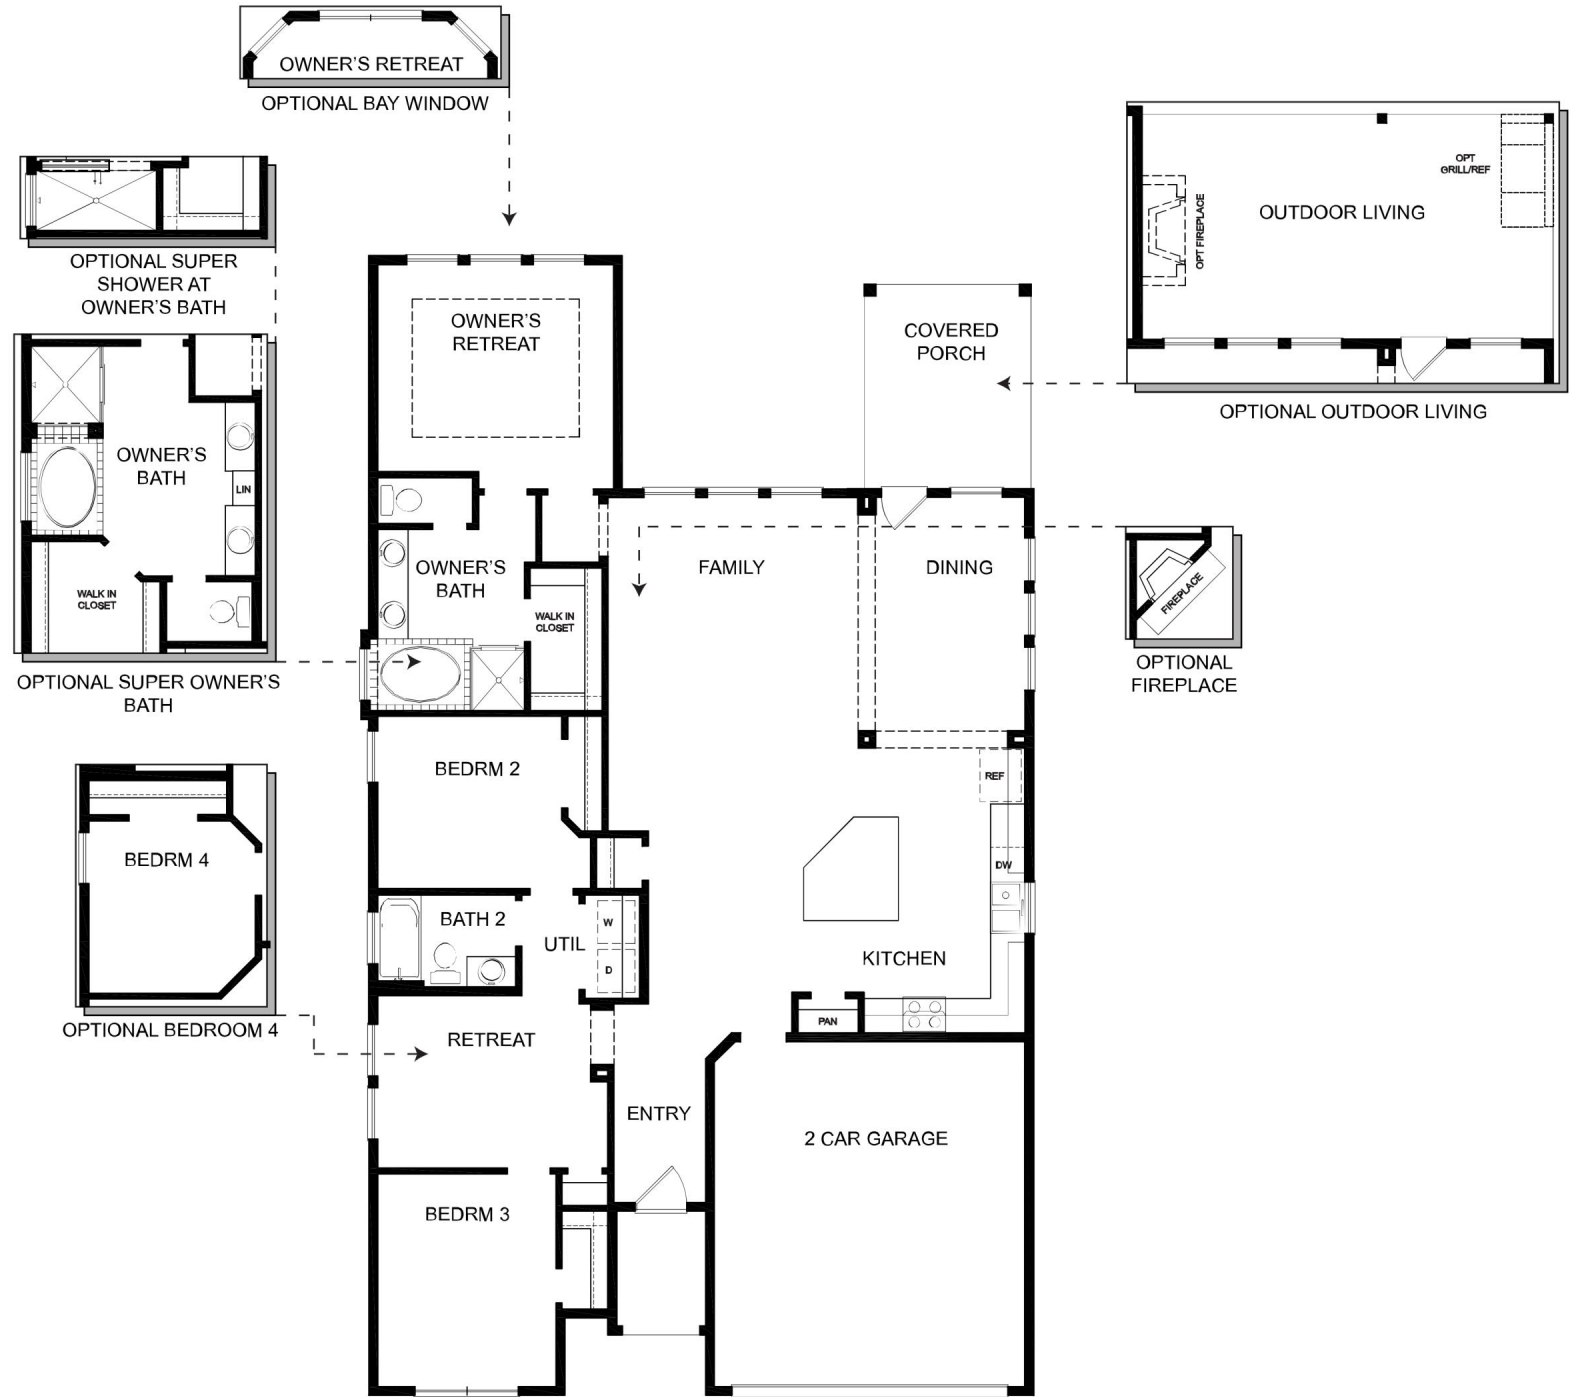 OWNER'S RETREAT
OPTIONAL BAY WINDOW
OPTIONAL SUPER
SHOWER AT
OWNER'S BATH
OPT
GRILL/REF
OUTDOOR LIVING
OPT FIREPLACE
OPTIONAL OUTDOOR LIVING
OWNER'S
RETREAT
COVERED
PORCH
OWNER'S
BATH
LIN
WALK IN
CLOSET
OPTIONAL SUPER OWNER'S
BATH
OWNER'S
BATH
WALK IN
CLOSET
FAMILY
DINING
FIREPLACE
OPTIONAL
FIREPLACE
BEDRM 2
REF
BEDRM 4
OPTIONAL BEDROOM 4
DW
BATH 2
UTIL
W
D
KITCHEN
PAN
RETREAT
ENTRY
2 CAR GARAGE
BEDRM 3